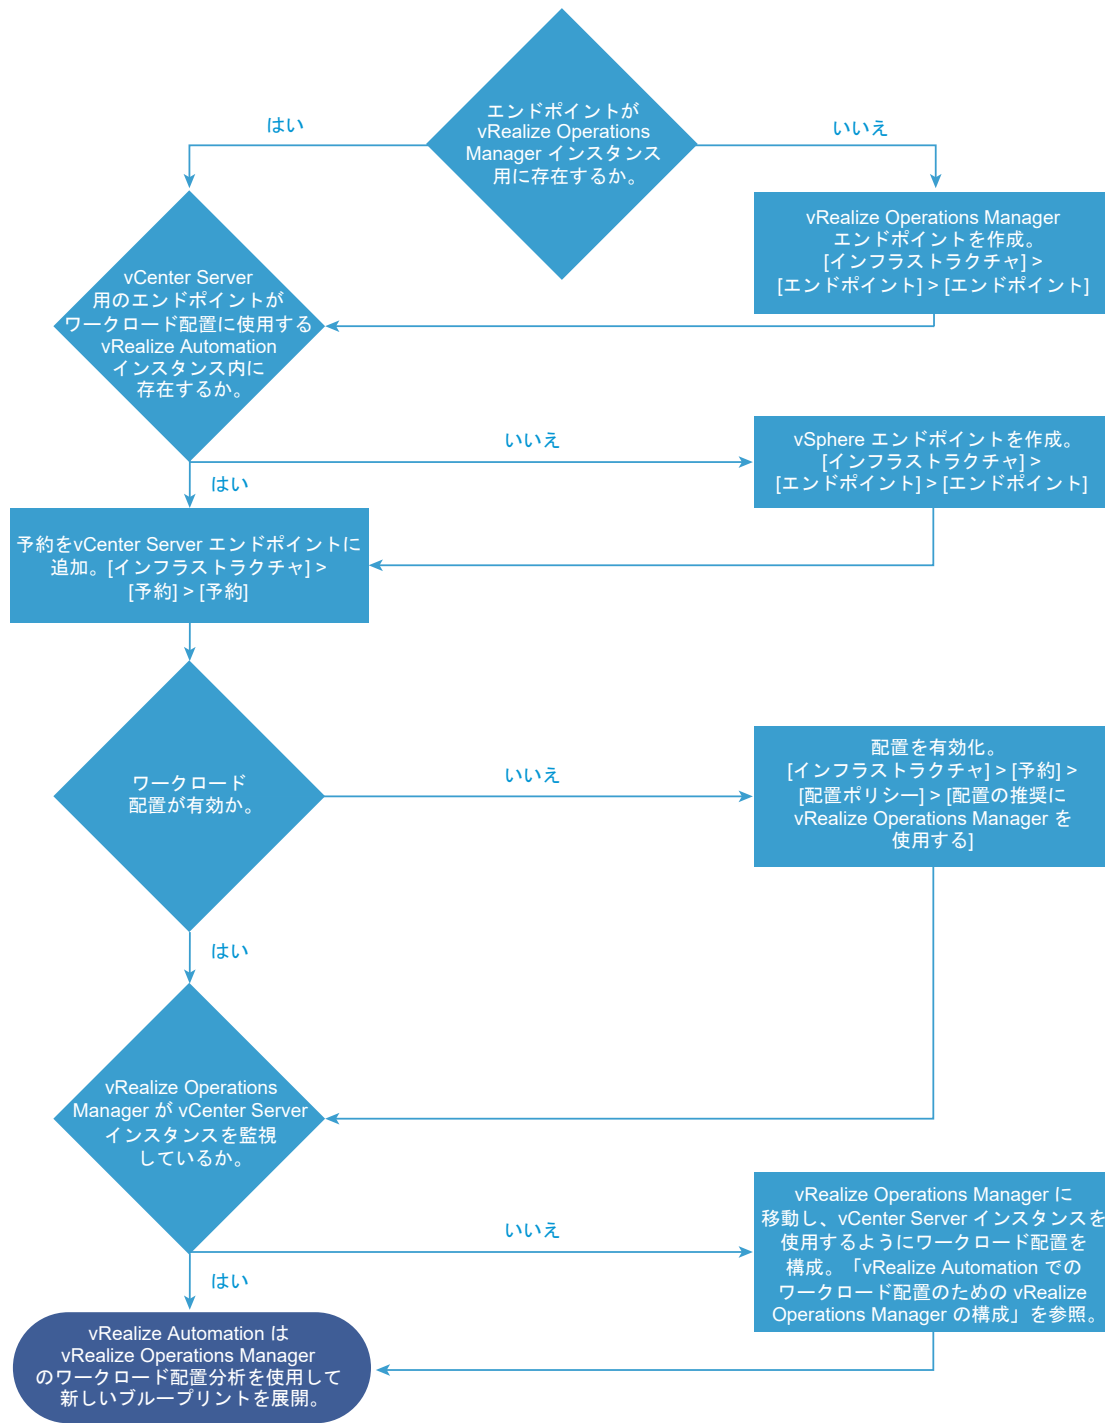 エンドポイントが
vRealize Operations
Manager インスタンス
用に存在するか。
はい
いいえ
vRealize Operations Manager
エンドポイントを作成。
[インフラストラクチャ] >
[エンドポイント] > [エンドポイント]
vCenter Server
用のエンドポイントが
ワークロード配置に使用する
vRealize Automation
インスタンス内に
存在するか。
いいえ
はい
vSphere エンドポイントを作成。
[インフラストラクチャ] >
[エンドポイント] > [エンドポイント]
予約をvCenter Server エンドポイントに
追加。[インフラストラクチャ] >
[予約] > [予約]
ワークロード
配置が有効か。
いいえ
配置を有効化。
[インフラストラクチャ] > [予約] >
[配置ポリシー] > [配置の推奨に
vRealize Operations Manager を
使用する]
はい
vRealize Operations
Manager が vCenter Server
インスタンスを監視
しているか。
いいえ
はい
vRealize Operations Manager に
移動し、vCenter Server インスタンスを
使用するようにワークロード配置を
構成。「vRealize Automation での
ワークロード配置のための vRealize
Operations Manager の構成」を参照。
vRealize Automation は
vRealize Operations Manager
のワークロード配置分析を使用して
新しいブループリントを展開。